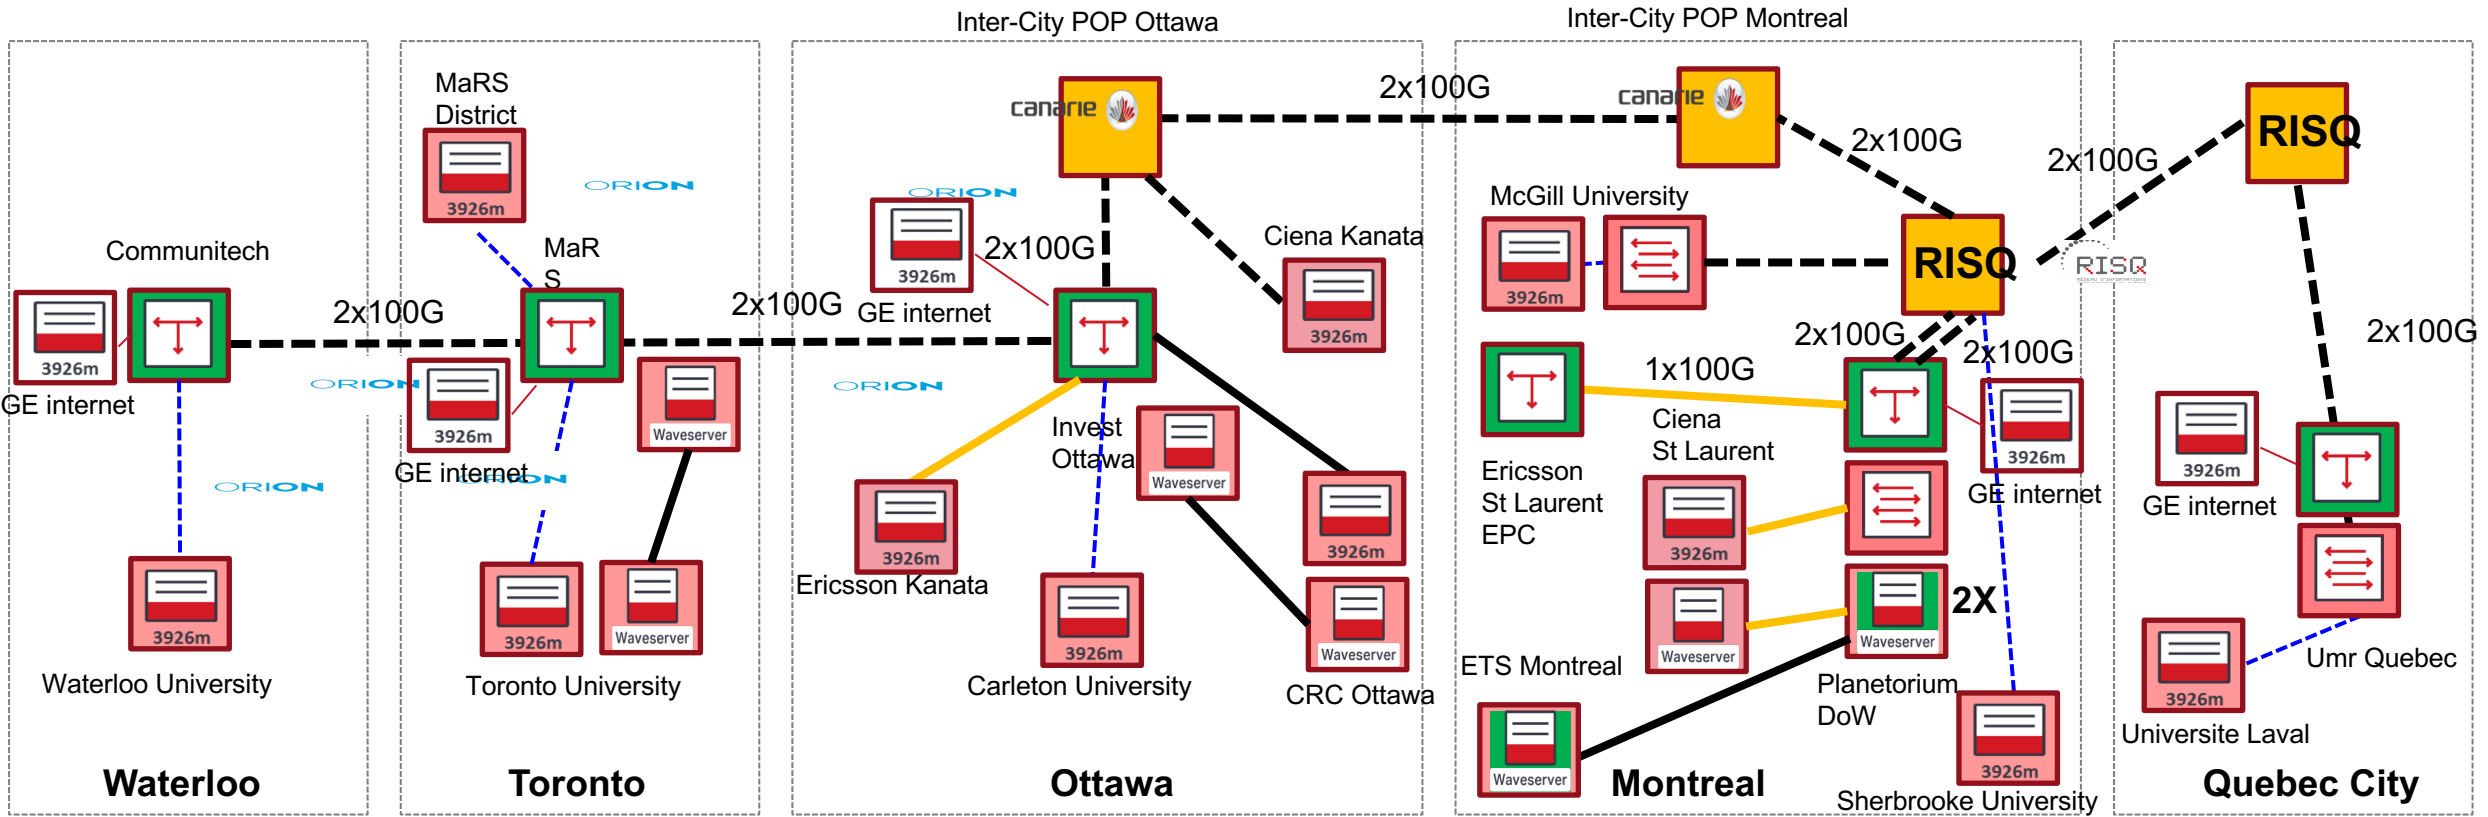 Inter-City POP Ottawa
Inter-City POP Montreal
MaRS
District
3926m
ORION
MaR
S
Communitech
3926m
GE internet
2x100G
ORION
3926m
GE internet
ORION
Waveserver
ORION
3926m
Waterloo University
3926m
Waveserver
Toronto University
Waterloo
Toronto
2x100G
canarie
ORION
3926m
2x100G
GE internet
Ciena Kanata
3926m
ORION
Invest
Ottawa
Waveserver
3926m
Ericsson Kanata
3926m
3926m
Carleton University
Waveserver
CRC Ottawa
Ottawa
2x100G
canarie
2x100G
McGill University
3926m
RISQ
2x100G
2x100G
1x100G
Ericsson
St Laurent
EPC
Ciena
St Laurent
3926m
3926m
GE internet
Waveserver
Waveserver
2X
ETS Montreal
Waveserver
Planetorium
DoW
3926m
Sherbrooke University
Montreal
2x100G
RISQ
RISQ
2x100G
3926m
GE internet
Umr Quebec
3926m
Universite Laval
Quebec City